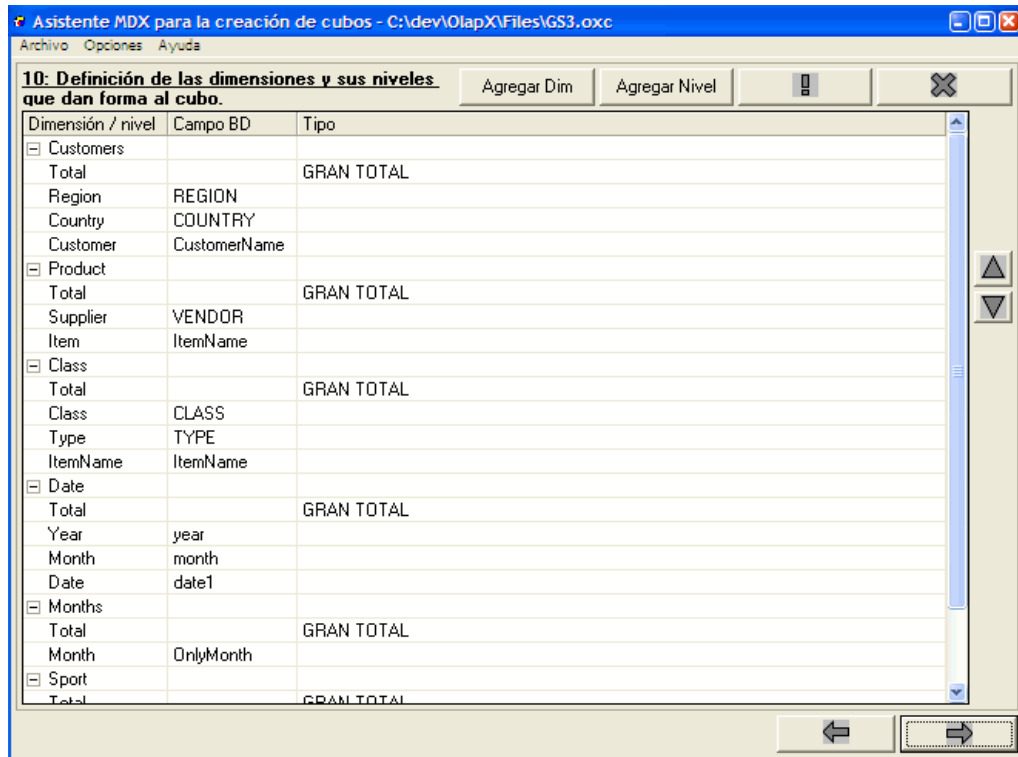 Asistente MDX para la creación de cubos - C:\dev\OlapX\Files\GS3.oxc
Archivo Opciones Ayuda
10: Definición de las dimensiones y sus niveles
que dan forma al cubo.
Agregar Dim
Agregar Nivel
Dimensión / nivel Campo BD Tipo
Customers
Total GRAN TOTAL
Region REGION
Country COUNTRY
Customer CustomerName
Product
Total GRAN TOTAL
Supplier VENDOR
Item ItemName
Class
Total GRAN TOTAL
Class CLASS
Type TYPE
ItemName ItemName
Date
Total GRAN TOTAL
Year year
Month month
Date date1
Months
Total GRAN TOTAL
Month OnlyMonth
Sport
Total GRAN TOTAL